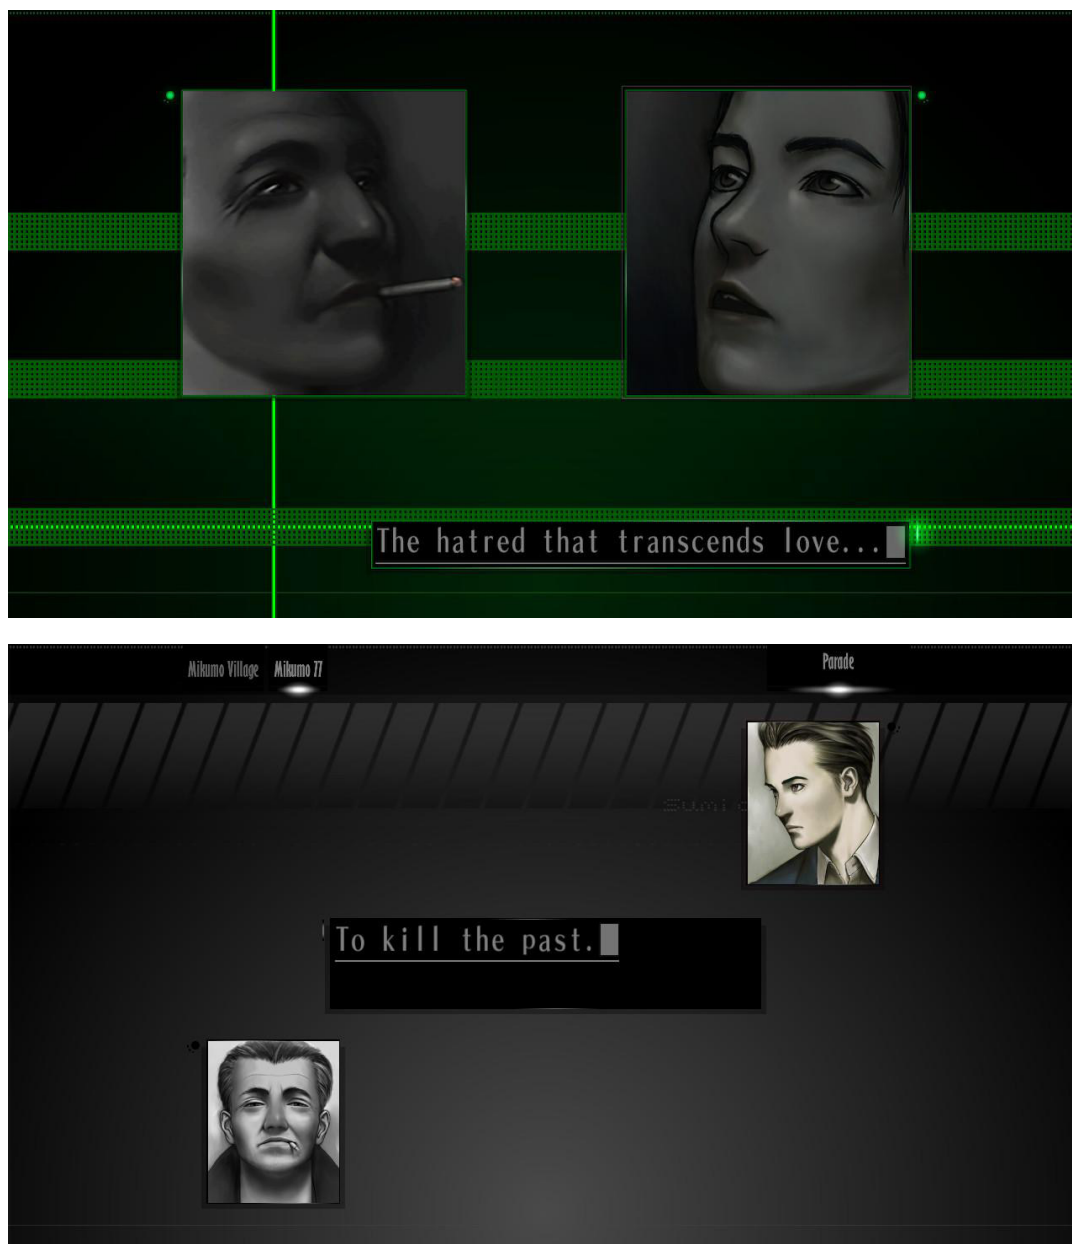 The hatred that transcends love...
Mikumo Village
Mikumo 77
Parade
To kill the past.